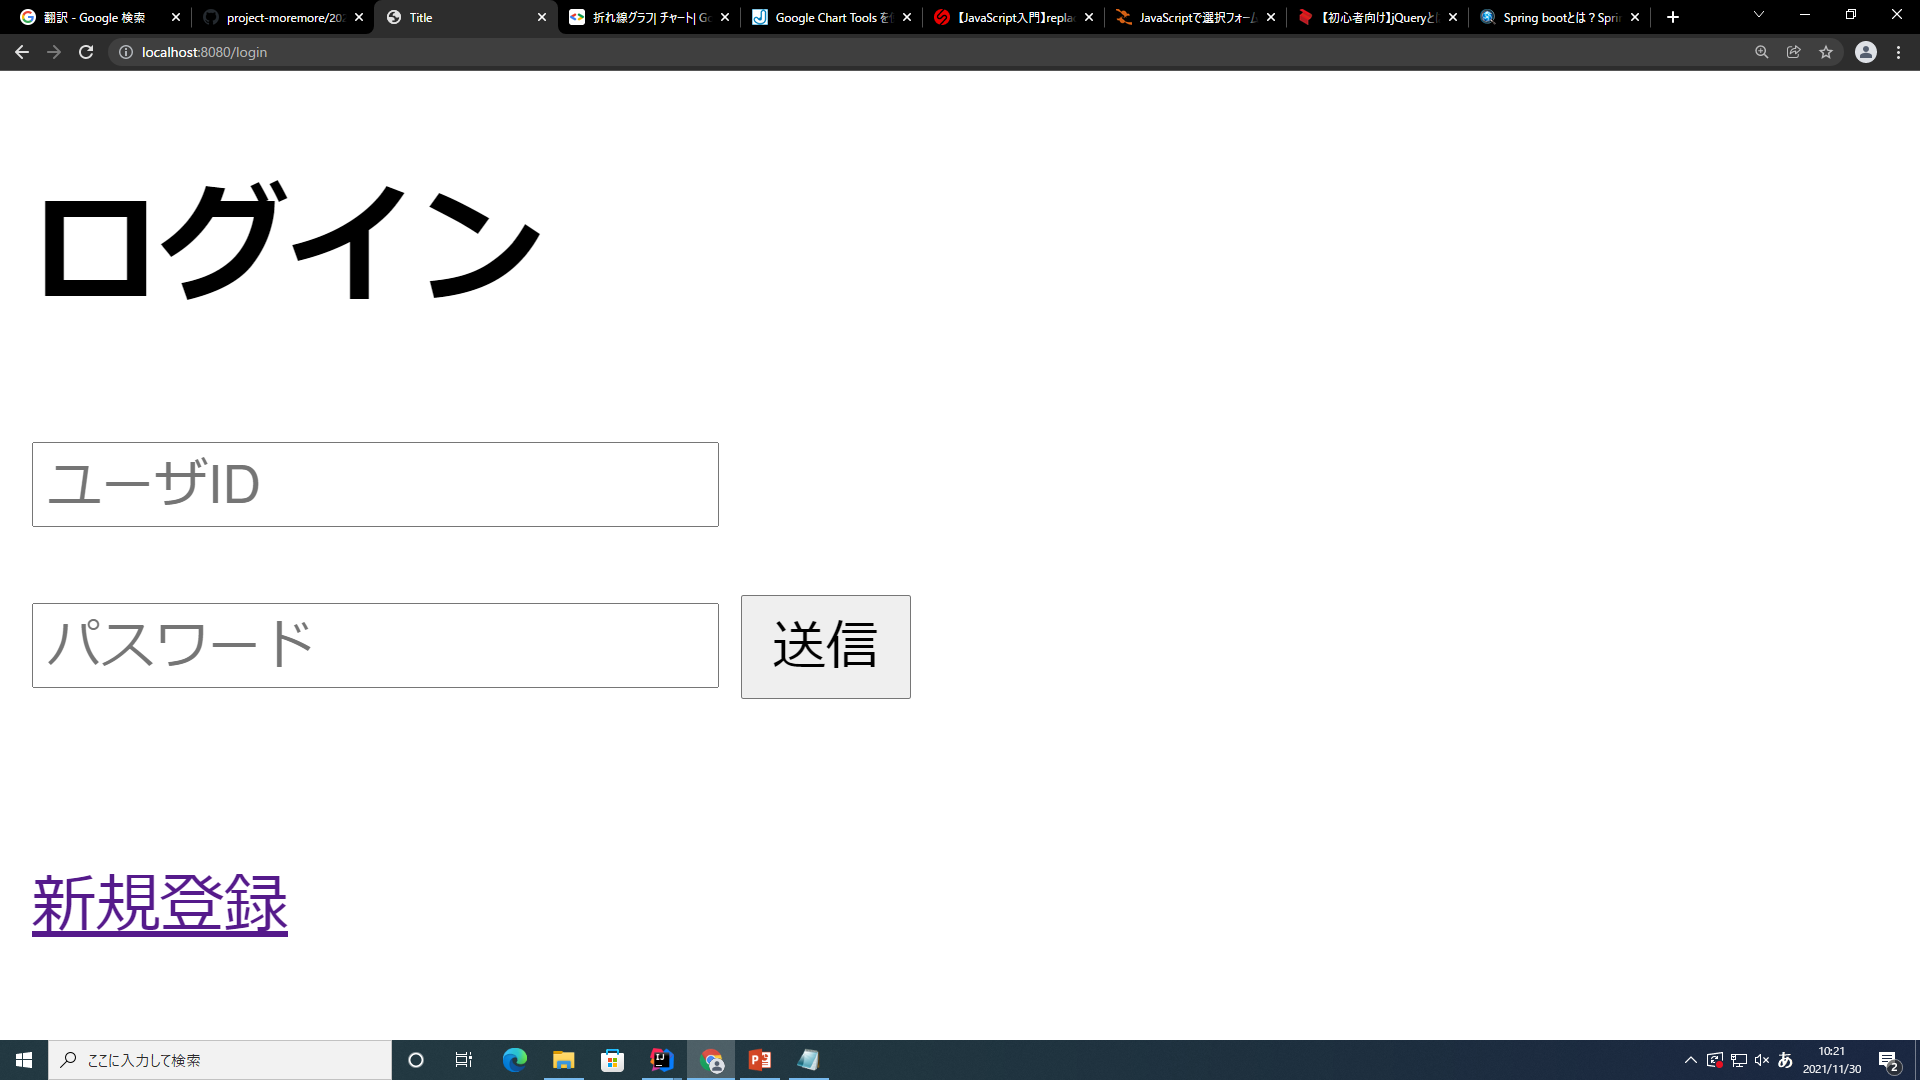 翻訳 - Google 検索
project-moremore/202
Title
折れ線グラフ| チャート| Go
Google Chart Tools を
【JavaScript入門】repla
JavaScriptで選択フォーム
【初心者向け】jQueryと
Spring bootとは？Spri
localhost:8080/login
ログイン
ユーザID
パスワード
送信
新規登録
ここに入力して検索
あ
10:21
2021/11/30
2